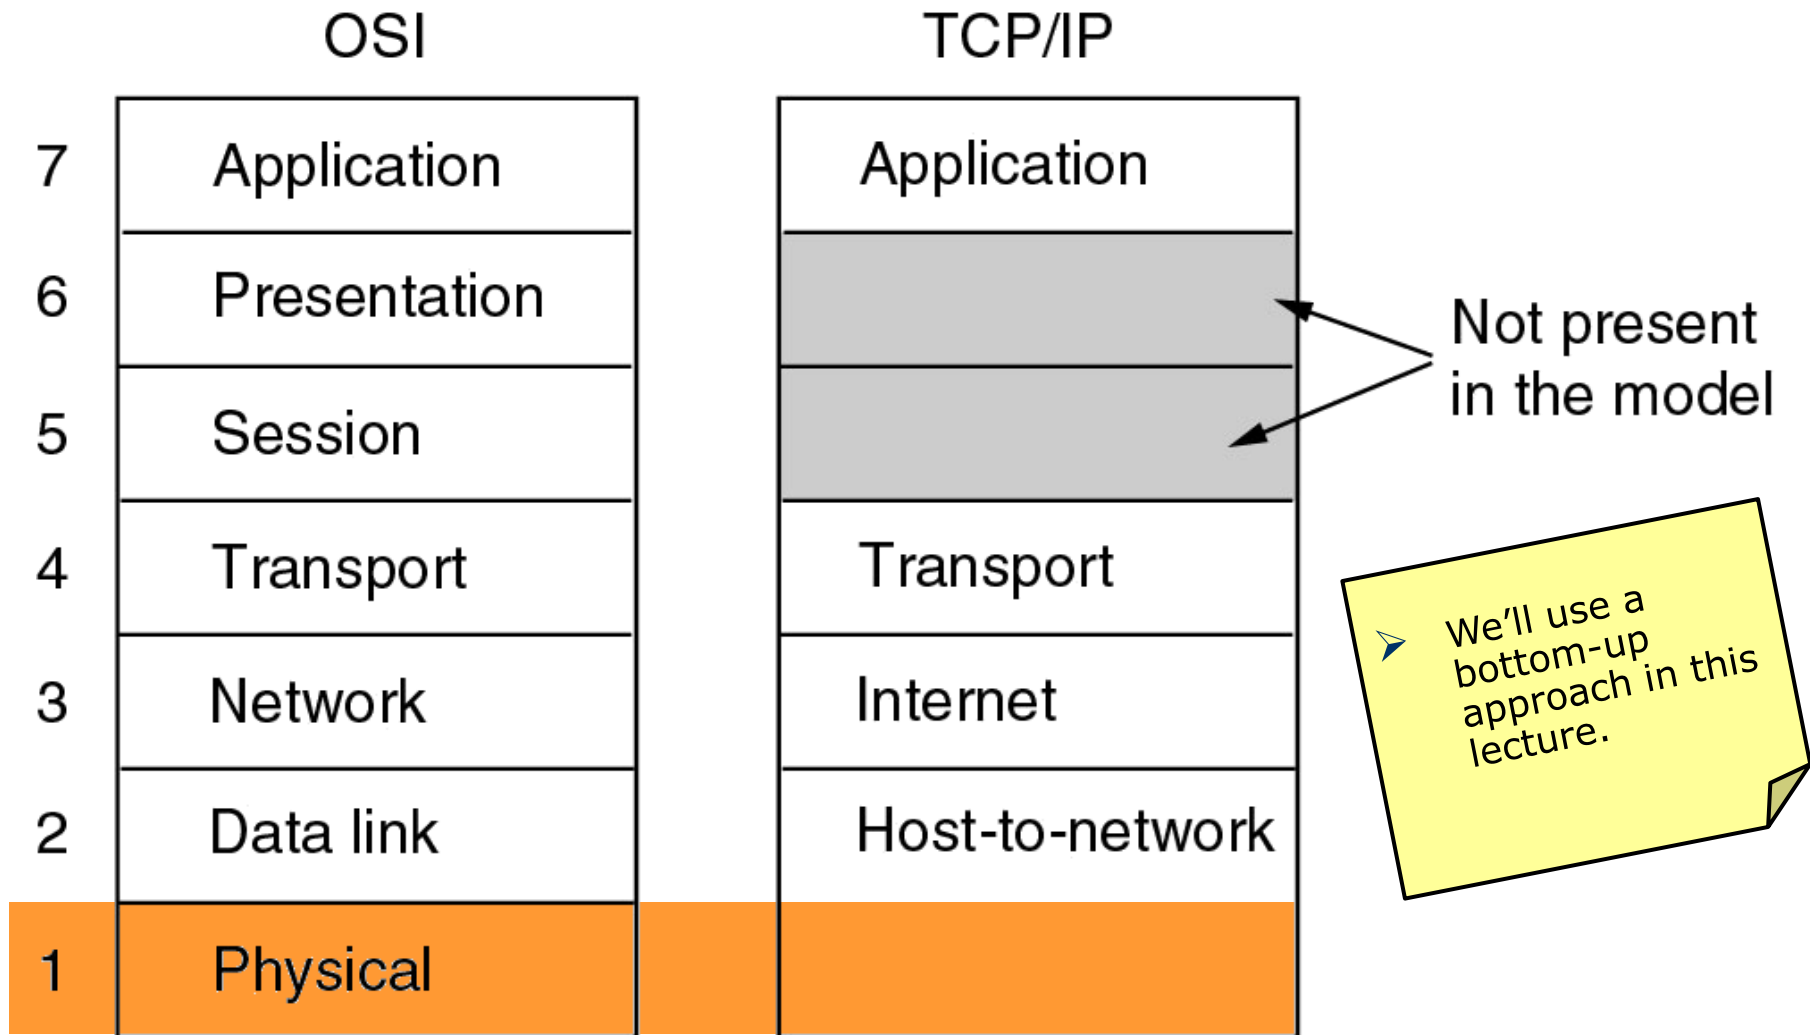 OSI
TCP/IP
7
Application
Application
6
Presentation
5
Session
Not present
in the model
4
Transport
Transport
3
Network
Internet
2
Data link
Host-to-network
1
Physical
We'll use a
bottom-up
approach in this
lecture.